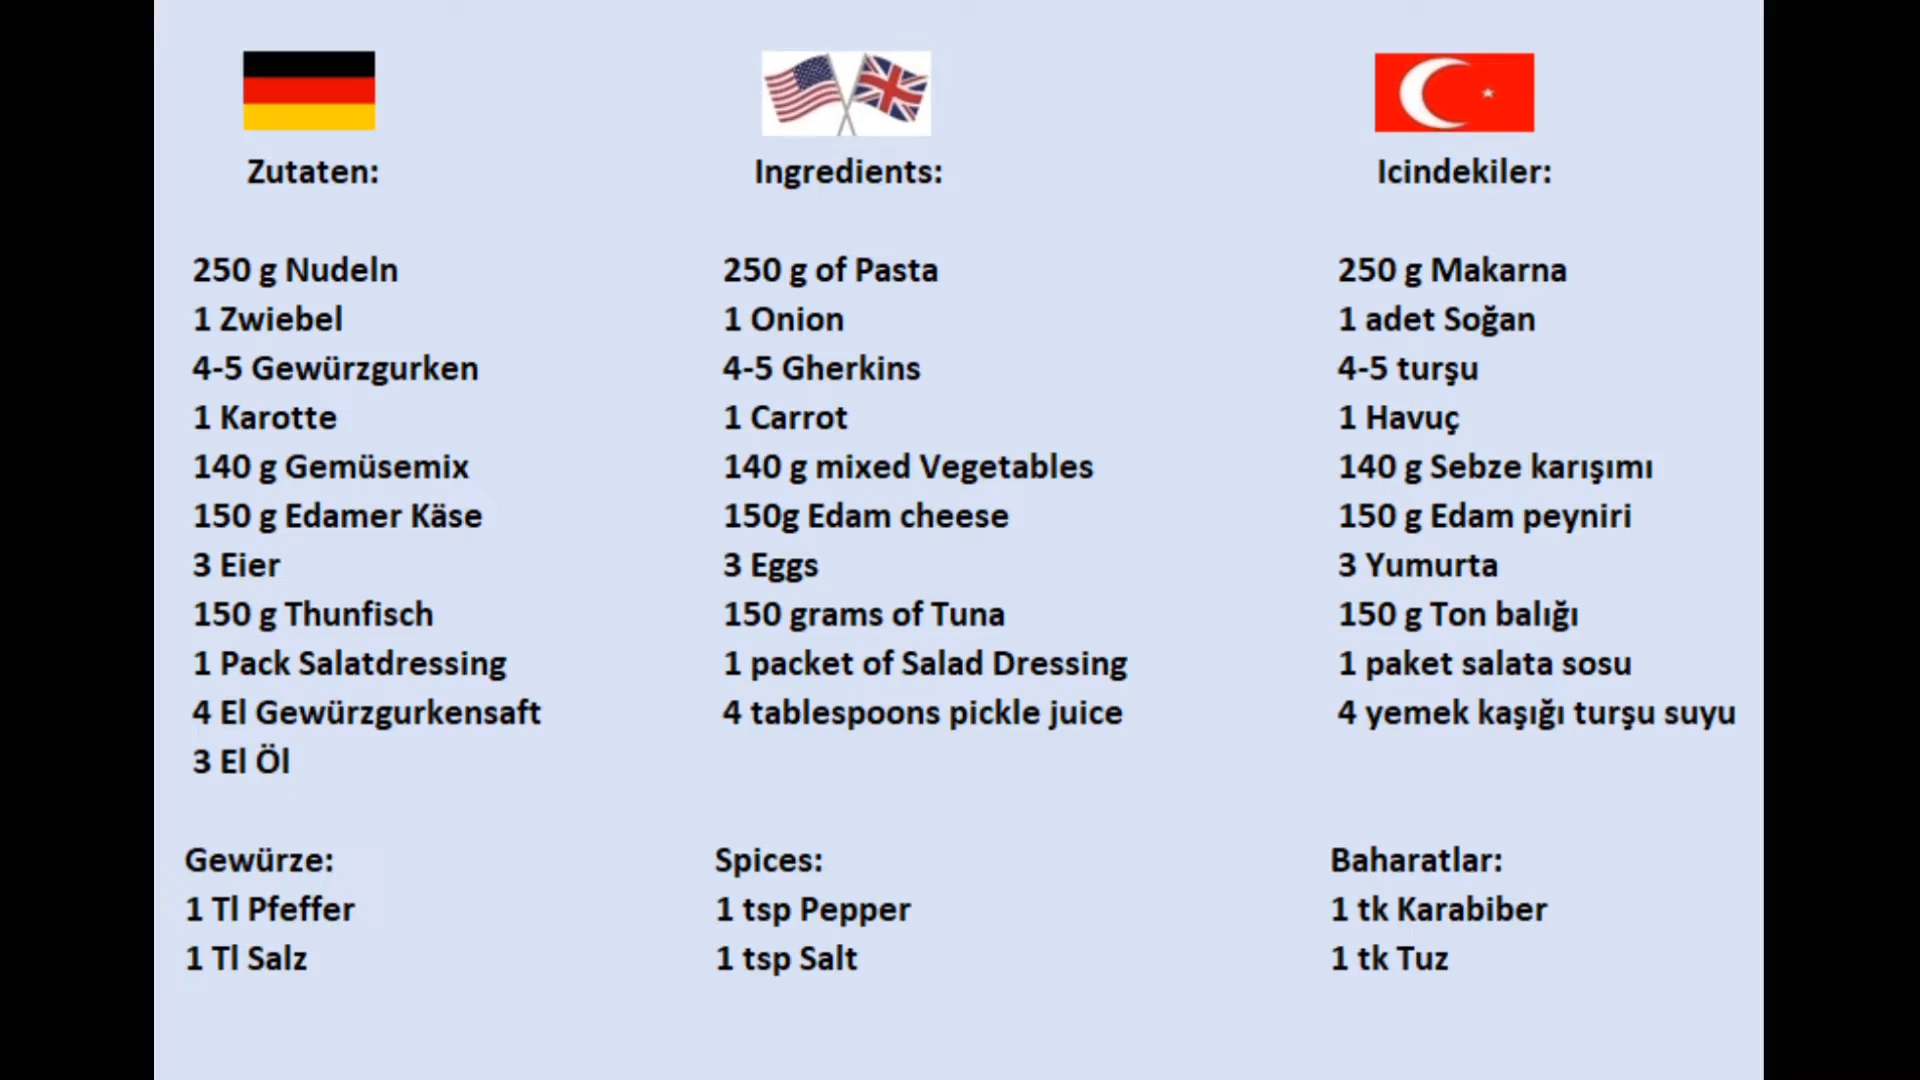 Zutaten:
250 g Nudeln
1 Zwiebel
4-5 Gewürzgurken
1 Karotte
140 g Gemüsemix
150 g Edamer Käse
3 Eier
150 g Thunfisch
1 Pack Salatdressing
4 El Gewürzgurkensaft
3 El Öl
Gewürze:
1 Tl Pfeffer
1 Tl Salz
Ingredients:
250 g of Pasta
1 Onion
4-5 Gherkins
1 Carrot
140 g mixed Vegetables
150g Edam cheese
3 Eggs
150 grams of Tuna
1 packet of Salad Dressing
4 tablespoons pickle juice
Spices:
1 tsp Pepper
1 tsp Salt
Icindekiler:
250 g Makarna
1 adet Soğan
4-5 turşu
1 Havuç
140 g Sebze karışımı
150 g Edam peyniri
3 Yumurta
150 g Ton balığı
1 paket salata sosu
4 yemek kaşığı turşu suyu
Baharatlar:
1 tk Karabiber
1 tk Tuz